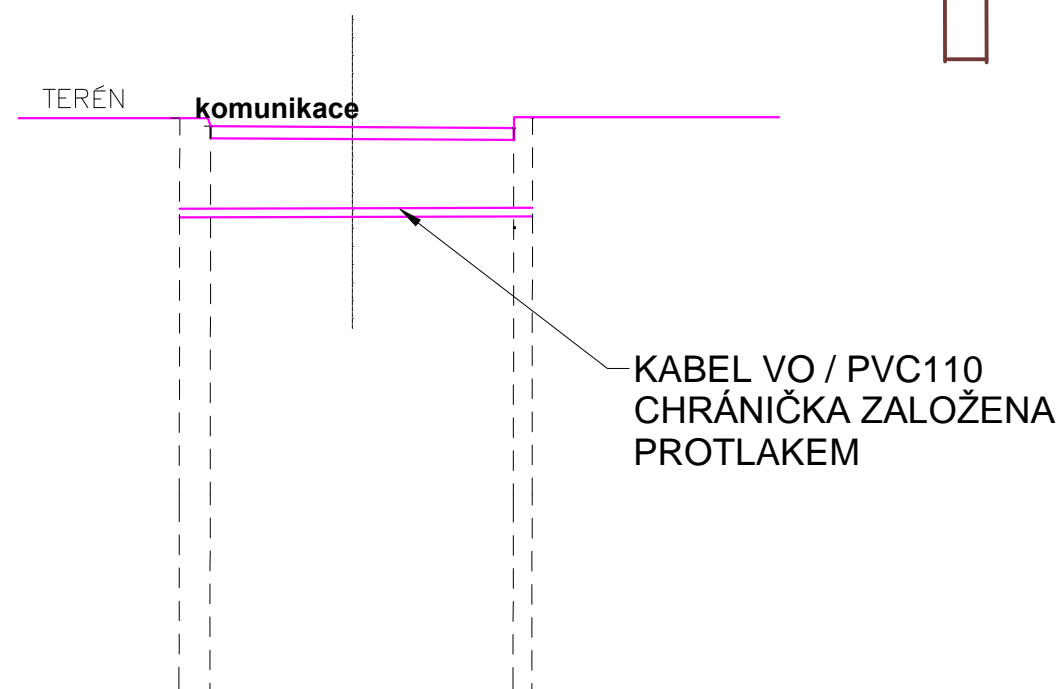 TERÉN
komunikace
KABEL VO / PVC110
CHRÁNIČKA ZALOŽENA
PROTLAKEM